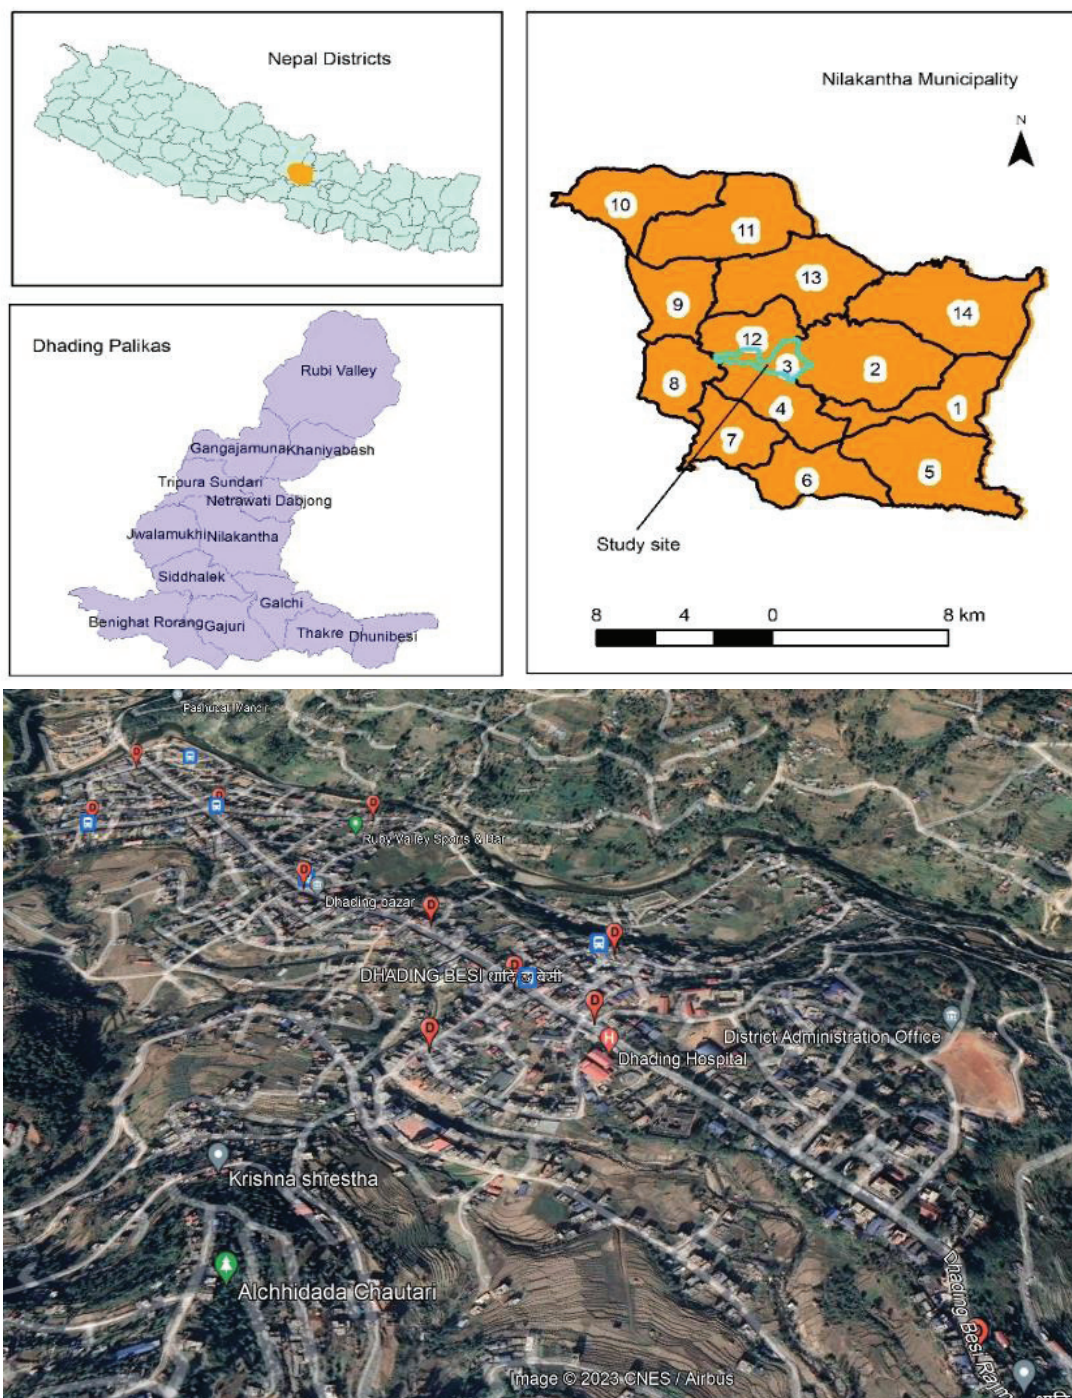 Nepal Districts
Dhading Palikas
Rubi Valley
Gangajamuna
Khaniyabash
Tripura Sundari
Netrawati Dabjong
Jwalamukhi
Nilakantha
Siddhalek
Galchi
Benighat Rorang
Gajuri
Thakre
Dhunibesi
Nilakantha Municipality
N
10
11
13
9
14
12
3
2
8
4
1
7
5
6
Study site
8 4 0 8 km
Pashupati Mandir
D
D
D
D
Ruby Valley Sports & Bar
D
Dhading bazar
D
D
D
DHADING BESI
D
D
H
Dhading Hospital
District Administration Office
Krishna shrestha
Alchhidada Chautari
Dhading Besi
Image © 2023 CNES / Airbus